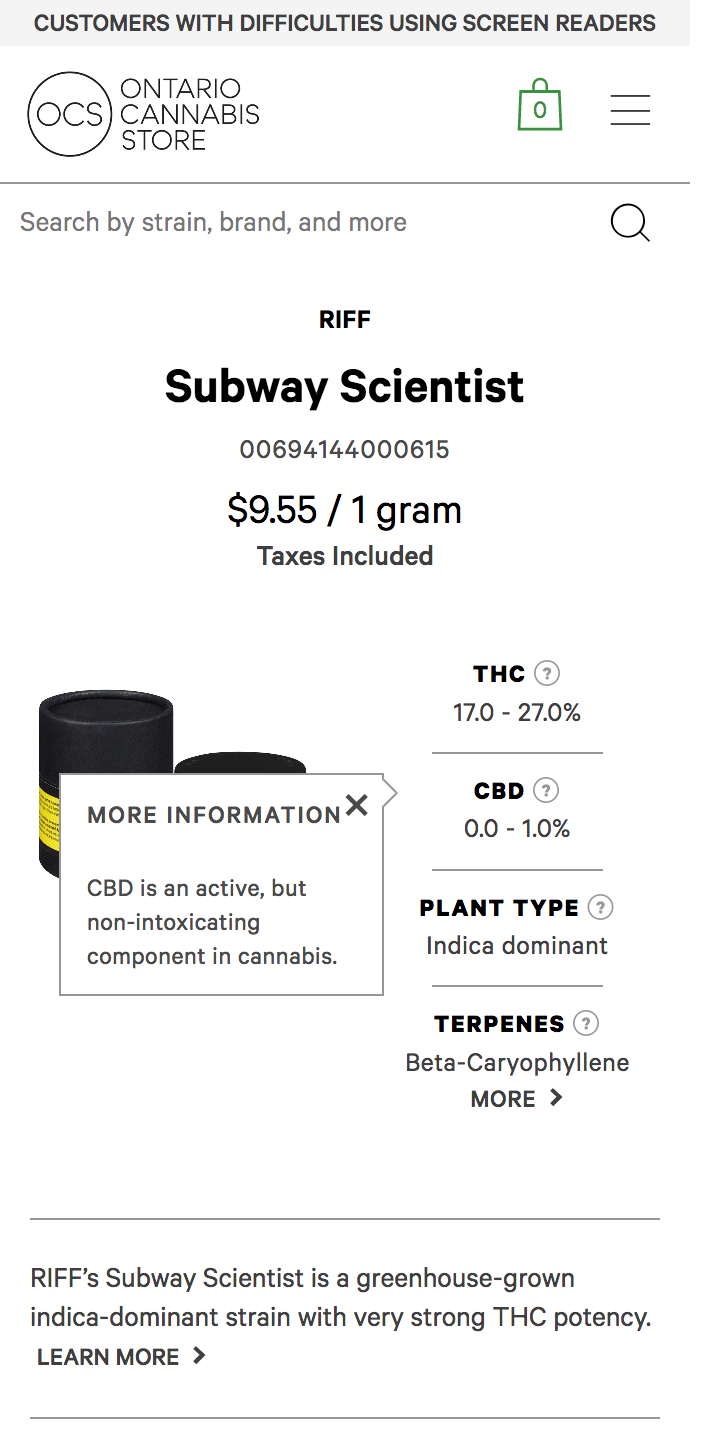 CUSTOMERS WITH DIFFICULTIES USING SCREEN READERS
OCS
ONTARIO
CANNABIS
STORE
0
Search by strain, brand, and more
RIFF
Subway Scientist
00694144000615
$9.55 / 1 gram
Taxes Included
THC ?
17.0 - 27.0%
CBD ?
0.0 - 1.0%
PLANT TYPE ?
Indica dominant
TERPENES ?
Beta-Caryophyllene
MORE
MORE INFORMATION
CBD is an active, but
non-intoxicating
component in cannabis.
RIFF’s Subway Scientist is a greenhouse-grown
indica-dominant strain with very strong THC potency.
LEARN MORE